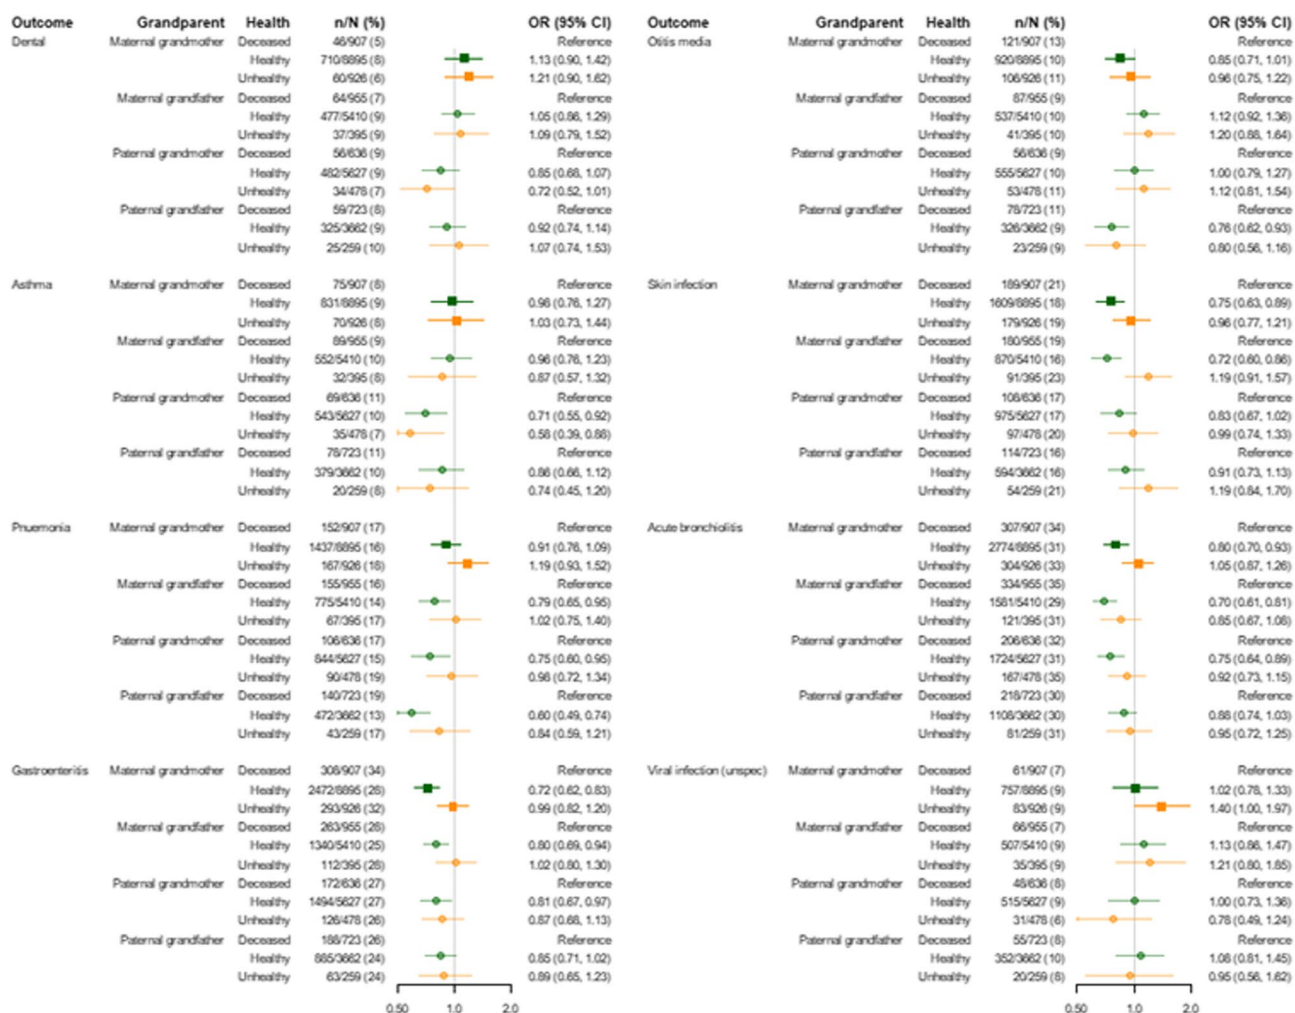 Outcome Grandparent Health n/N (%) OR (95% CI)
Dental Maternal grandmother Deceased 46/907 (5) Reference
Healthy 710/8895 (8) 1.13 (0.90, 1.42)
Unhealthy 60/926 (6) 1.21 (0.90, 1.62)
Maternal grandfather Deceased 64/955 (7) Reference
Healthy 477/5410 (9) 1.05 (0.86, 1.29)
Unhealthy 37/395 (9) 1.09 (0.79, 1.52)
Paternal grandmother Deceased 56/636 (9) Reference
Healthy 482/5627 (9) 0.85 (0.68, 1.07)
Unhealthy 34/478 (7) 0.72 (0.52, 1.01)
Paternal grandfather Deceased 59/723 (8) Reference
Healthy 325/3662 (9) 0.92 (0.74, 1.14)
Unhealthy 25/259 (10) 1.07 (0.74, 1.53)
Asthma Maternal grandmother Deceased 75/907 (8) Reference
Healthy 831/8895 (9) 0.98 (0.76, 1.27)
Unhealthy 70/926 (8) 1.03 (0.73, 1.44)
Maternal grandfather Deceased 89/955 (9) Reference
Healthy 552/5410 (10) 0.96 (0.76, 1.23)
Unhealthy 32/395 (8) 0.87 (0.57, 1.32)
Paternal grandmother Deceased 69/636 (11) Reference
Healthy 543/5627 (10) 0.71 (0.55, 0.92)
Unhealthy 35/478 (7) 0.58 (0.39, 0.88)
Paternal grandfather Deceased 78/723 (11) Reference
Healthy 379/3662 (10) 0.86 (0.66, 1.12)
Unhealthy 20/259 (8) 0.74 (0.45, 1.20)
Pnuemonia Maternal grandmother Deceased 152/907 (17) Reference
Healthy 1437/8895 (16) 0.91 (0.76, 1.09)
Unhealthy 167/926 (18) 1.19 (0.93, 1.52)
Maternal grandfather Deceased 155/955 (16) Reference
Healthy 775/5410 (14) 0.79 (0.65, 0.95)
Unhealthy 67/395 (17) 1.02 (0.75, 1.40)
Paternal grandmother Deceased 106/636 (17) Reference
Healthy 844/5627 (15) 0.75 (0.60, 0.95)
Unhealthy 90/478 (19) 0.98 (0.72, 1.34)
Paternal grandfather Deceased 140/723 (19) Reference
Healthy 472/3662 (13) 0.60 (0.49, 0.74)
Unhealthy 43/259 (17) 0.84 (0.59, 1.21)
Gastroenteritis Maternal grandmother Deceased 308/907 (34) Reference
Healthy 2472/8895 (28) 0.72 (0.62, 0.83)
Unhealthy 293/926 (32) 0.99 (0.82, 1.20)
Maternal grandfather Deceased 263/955 (28) Reference
Healthy 1340/5410 (25) 0.80 (0.69, 0.94)
Unhealthy 112/395 (28) 1.02 (0.80, 1.30)
Paternal grandmother Deceased 172/636 (27) Reference
Healthy 1494/5627 (27) 0.81 (0.67, 0.97)
Unhealthy 126/478 (26) 0.87 (0.68, 1.13)
Paternal grandfather Deceased 188/723 (26) Reference
Healthy 885/3662 (24) 0.85 (0.71, 1.02)
Unhealthy 63/259 (24) 0.89 (0.65, 1.23)
0.50 1.0 2.0
Outcome Grandparent Health n/N (%) OR (95% CI)
Otitis media Maternal grandmother Deceased 121/907 (13) Reference
Healthy 920/8895 (10) 0.85 (0.71, 1.01)
Unhealthy 106/926 (11) 0.96 (0.75, 1.22)
Maternal grandfather Deceased 87/955 (9) Reference
Healthy 537/5410 (10) 1.12 (0.92, 1.36)
Unhealthy 41/395 (10) 1.20 (0.88, 1.64)
Paternal grandmother Deceased 56/636 (9) Reference
Healthy 555/5627 (10) 1.00 (0.79, 1.27)
Unhealthy 53/478 (11) 1.12 (0.81, 1.54)
Paternal grandfather Deceased 78/723 (11) Reference
Healthy 326/3662 (9) 0.76 (0.62, 0.93)
Unhealthy 23/259 (9) 0.80 (0.56, 1.16)
Skin infection Maternal grandmother Deceased 189/907 (21) Reference
Healthy 1609/8895 (18) 0.75 (0.63, 0.89)
Unhealthy 179/926 (19) 0.96 (0.77, 1.21)
Maternal grandfather Deceased 180/955 (19) Reference
Healthy 870/5410 (16) 0.72 (0.60, 0.86)
Unhealthy 91/395 (23) 1.19 (0.91, 1.57)
Paternal grandmother Deceased 108/636 (17) Reference
Healthy 975/5627 (17) 0.83 (0.67, 1.02)
Unhealthy 97/478 (20) 0.99 (0.74, 1.33)
Paternal grandfather Deceased 114/723 (16) Reference
Healthy 594/3662 (16) 0.91 (0.73, 1.13)
Unhealthy 54/259 (21) 1.19 (0.84, 1.70)
Acute bronchiolitis Maternal grandmother Deceased 307/907 (34) Reference
Healthy 2774/8895 (31) 0.80 (0.70, 0.93)
Unhealthy 304/926 (33) 1.05 (0.87, 1.26)
Maternal grandfather Deceased 334/955 (35) Reference
Healthy 1581/5410 (29) 0.70 (0.61, 0.81)
Unhealthy 121/395 (31) 0.85 (0.67, 1.08)
Paternal grandmother Deceased 206/636 (32) Reference
Healthy 1724/5627 (31) 0.75 (0.64, 0.89)
Unhealthy 167/478 (35) 0.92 (0.73, 1.15)
Paternal grandfather Deceased 218/723 (30) Reference
Healthy 1108/3662 (30) 0.88 (0.74, 1.03)
Unhealthy 81/259 (31) 0.95 (0.72, 1.25)
Viral infection (unspec) Maternal grandmother Deceased 61/907 (7) Reference
Healthy 757/8895 (9) 1.02 (0.78, 1.33)
Unhealthy 83/926 (9) 1.40 (1.00, 1.97)
Maternal grandfather Deceased 66/955 (7) Reference
Healthy 507/5410 (9) 1.13 (0.86, 1.47)
Unhealthy 35/395 (9) 1.21 (0.80, 1.85)
Paternal grandmother Deceased 48/636 (8) Reference
Healthy 515/5627 (9) 1.00 (0.73, 1.36)
Unhealthy 31/478 (6) 0.78 (0.49, 1.24)
Paternal grandfather Deceased 55/723 (8) Reference
Healthy 352/3662 (10) 1.08 (0.81, 1.45)
Unhealthy 20/259 (8) 0.95 (0.56, 1.62)
0.50 1.0 2.0